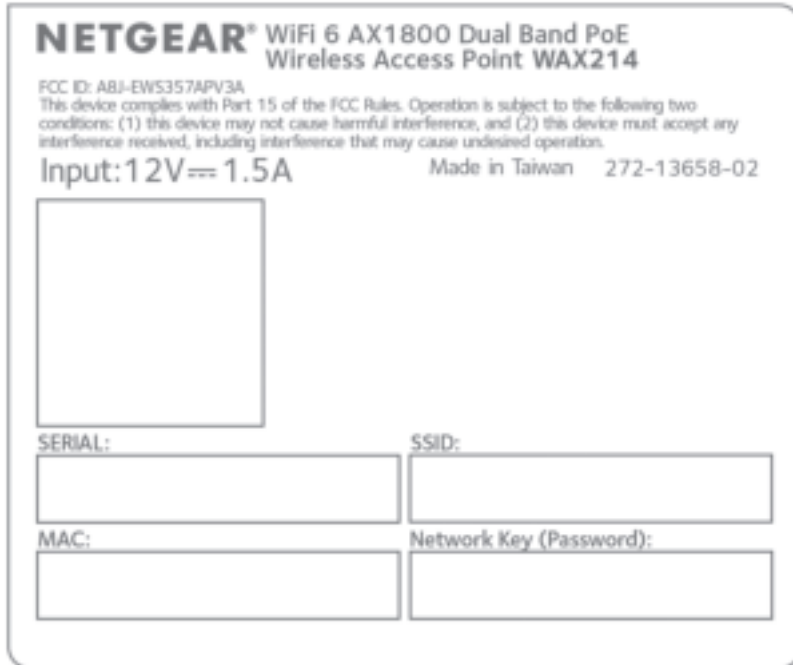 NETGEAR® WiFi 6 AX1800 Dual Band PoE
Wireless Access Point WAX214
FCC ID: A8J-EWS357APV3A
This device complies with Part 15 of the FCC Rules. Operation is subject to the following two
conditions: (1) this device may not cause harmful interference, and (2) this device must accept any
interference received, including interference that may cause undesired operation.
Input:12V⎓1.5A Made in Taiwan 272-13658-02
SERIAL: SSID:
MAC: Network Key (Password):